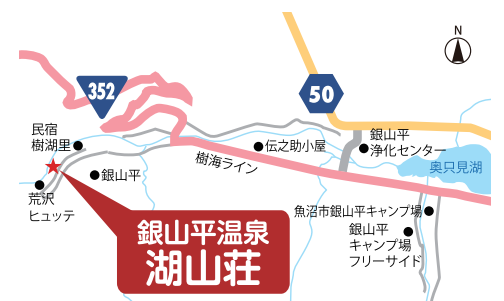 N
352
50
民宿
樹湖里
伝之助小屋
銀山平
浄化センター
樹海ライン
奥只見湖
銀山平
荒沢
ヒュッテ
魚沼市銀山平キャンプ場
銀山平
キャンプ場
フリーサイド
銀山平温泉
湖山荘